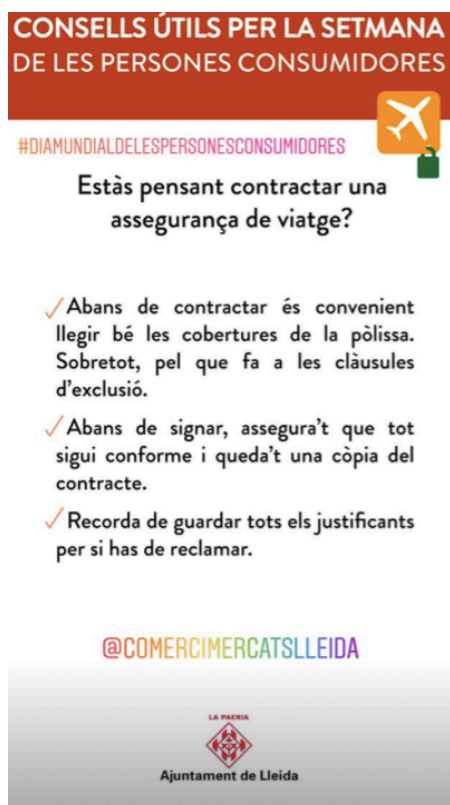 CONSELLS ÚTILS PER LA SETMANA
DE LES PERSONES CONSUMIDORES
#DIAMUNDIALDELESPERSONESCONSUMIDORES
Estàs pensant contractar una
assegurança de viatge?
Abans de contractar és convenient
llegir bé les cobertures de la pòlissa.
Sobretot, pel que fa a les clàusules
d'exclusió.
Abans de signar, assegura't que tot
sigui conforme i queda't una còpia del
contracte.
Recorda de guardar tots els justificants
per si has de reclamar.
@COMERCIMERCATSLLEIDA
LA PAERIA
Ajuntament de Lleida